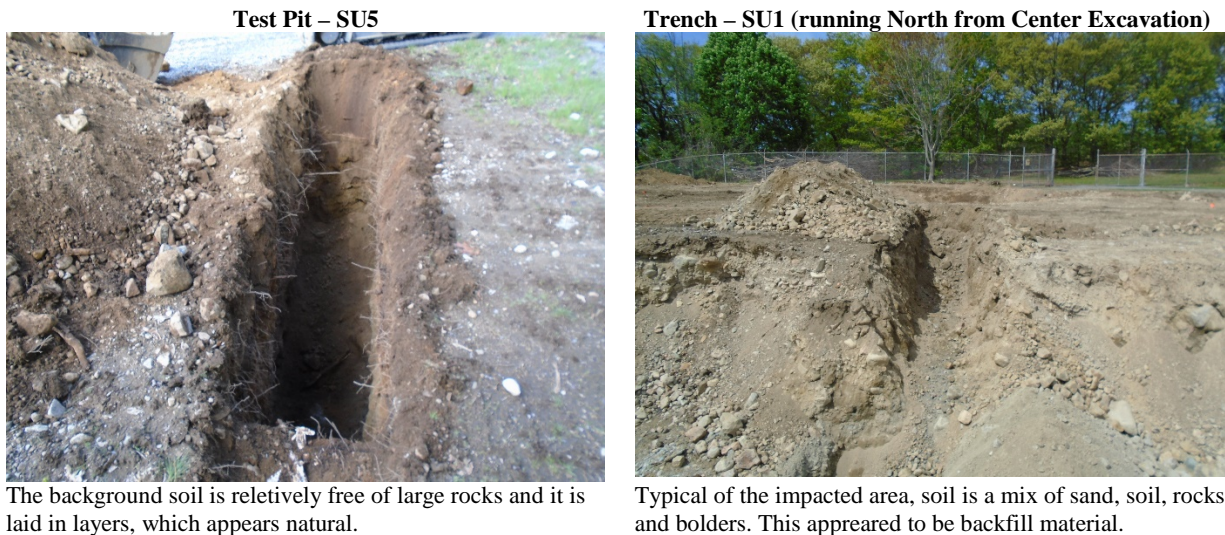 Test Pit – SU5
The background soil is reletively free of large rocks and it is
laid in layers, which appears natural.
Trench – SU1 (running North from Center Excavation)
Typical of the impacted area, soil is a mix of sand, soil, rocks
and bolders. This appreared to be backfill material.